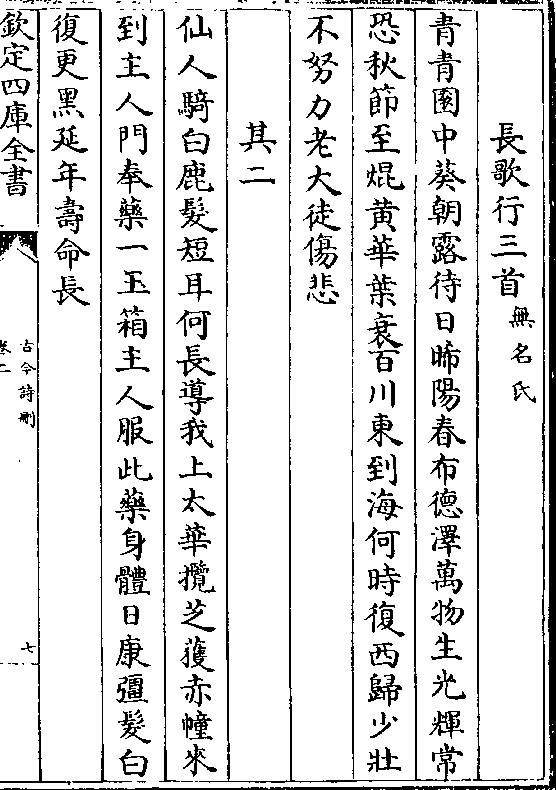 長歌行三首無名氏
青青園中葵朝露待日晞陽春布德澤萬物生光輝常
恐秋節至焜黄華葉衰百川東到海何時復西歸少壯
不努力老大徒傷悲
其二
仙人騎白鹿髮短耳何長導我上太華攬芝獲赤幢來
到主人門奉藥一玉箱主人服此藥身體日康彊髮白
復更黑延年壽命長
欽定四庫全書
古今詩刪
卷二
七